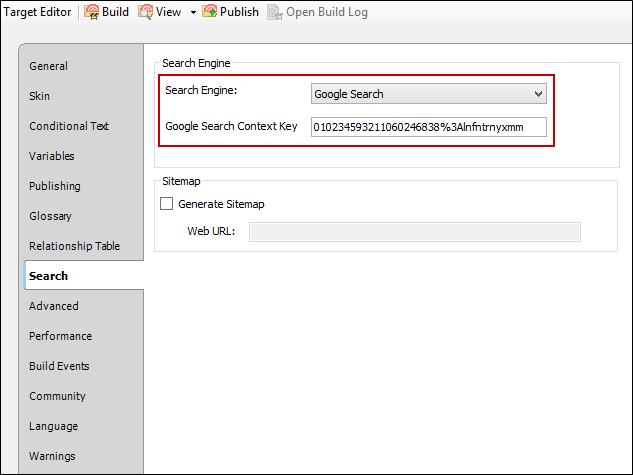 Target Editor Build View Publish Open Build Log
General
Skin
Conditional Text
Variables
Publishing
Glossary
Relationship Table
Search
Advanced
Performance
Build Events
Community
Language
Warnings
Search Engine
Search Engine: Google Search
Google Search Context Key 010234593211060246838%3Alnfntrnyxmm
Sitemap
Generate Sitemap
Web URL: